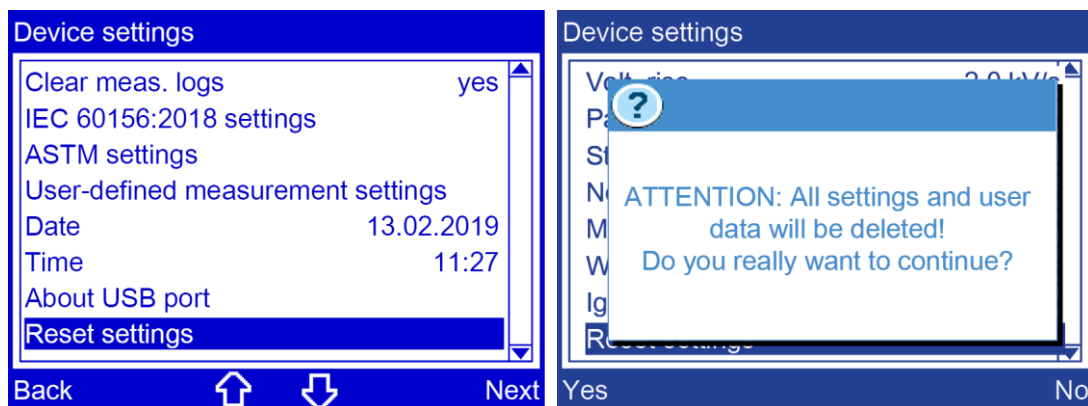 Device settings
Clear meas. logs yes
IEC 60156:2018 settings
ASTM settings
User-defined measurement settings
Date 13.02.2019
Time 11:27
About USB port
Reset settings
Back Next
Device settings
?
ATTENTION: All settings and user
data will be deleted!
Do you really want to continue?
Yes No